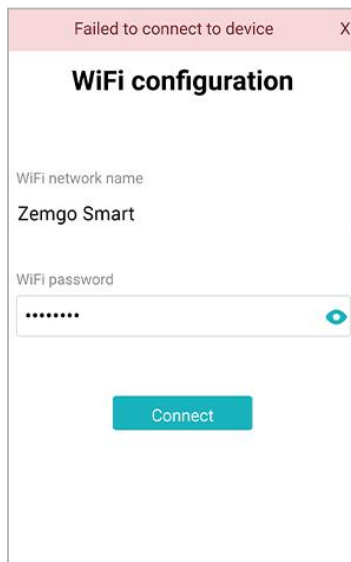 Failed to connect to device X
WiFi configuration
WiFi network name
Zemgo Smart
WiFi password
••••••••
Connect